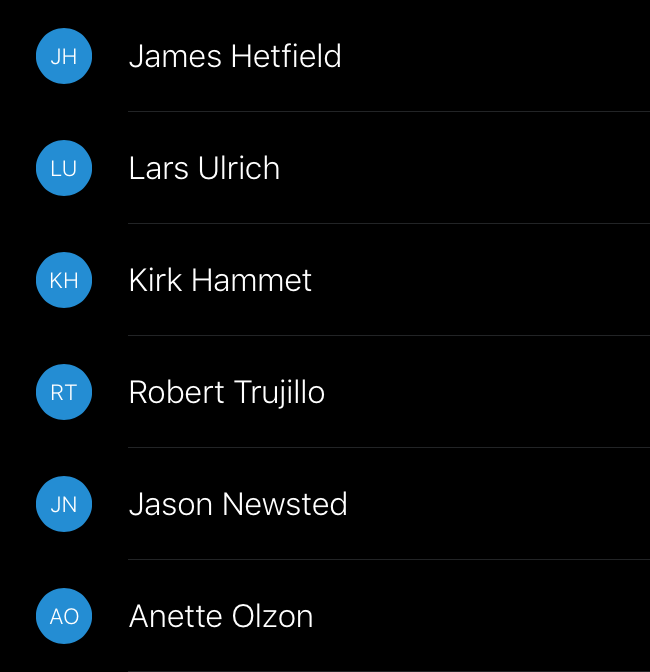 JH James Hetfield
LU Lars Ulrich
KH Kirk Hammet
RT Robert Trujillo
JN Jason Newsted
AO Anette Olzon